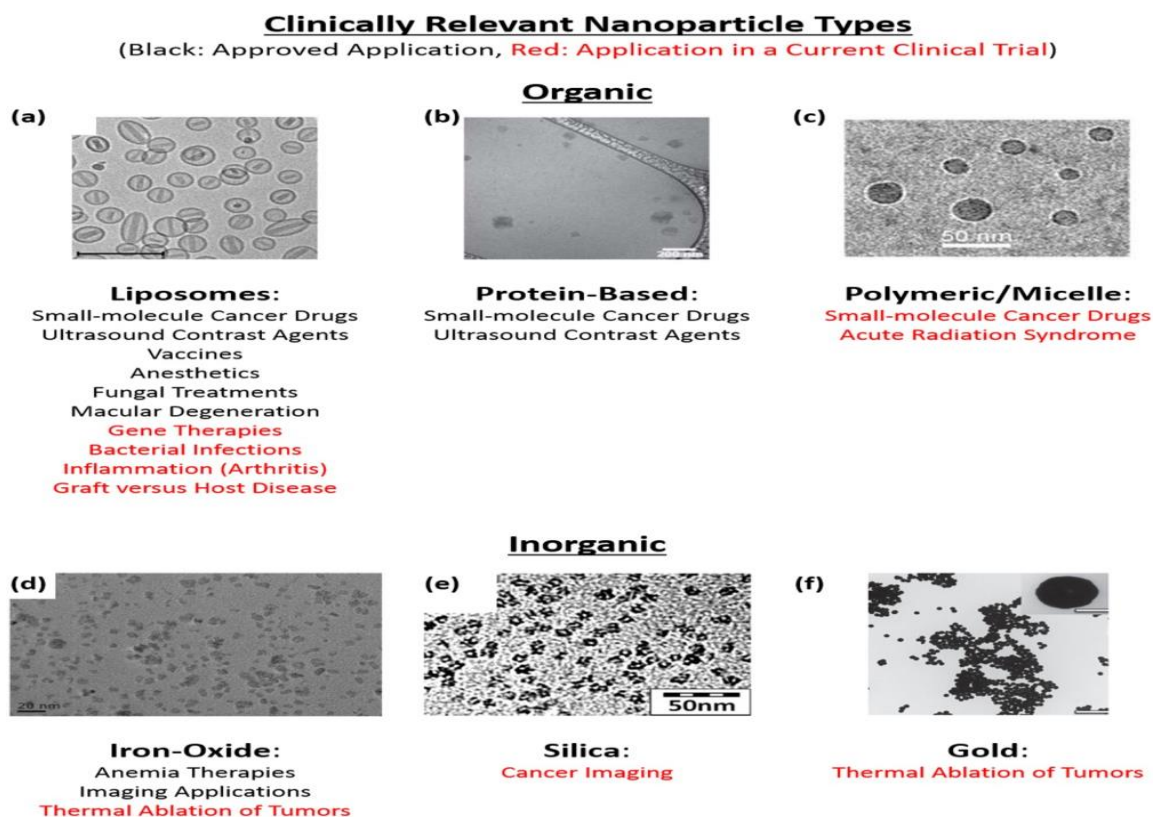 Clinically Relevant Nanoparticle Types
(Black: Approved Application, Red: Application in a Current Clinical Trial)
Organic
(a)
(b)
(c)
200 nm
50 nm
Liposomes:
Small-molecule Cancer Drugs
Ultrasound Contrast Agents
Vaccines
Anesthetics
Fungal Treatments
Macular Degeneration
Gene Therapies
Bacterial Infections
Inflammation (Arthritis)
Graft versus Host Disease
Protein-Based:
Small-molecule Cancer Drugs
Ultrasound Contrast Agents
Polymeric/Micelle:
Small-molecule Cancer Drugs
Acute Radiation Syndrome
Inorganic
(d)
(e)
(f)
20 nm
50nm
Iron-Oxide:
Anemia Therapies
Imaging Applications
Thermal Ablation of Tumors
Silica:
Cancer Imaging
Gold:
Thermal Ablation of Tumors